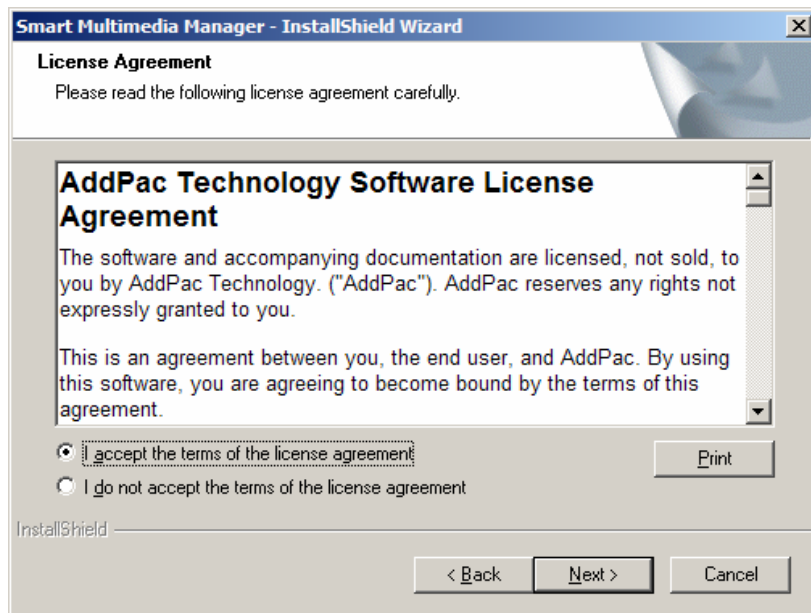 Smart Multimedia Manager - InstallShield Wizard
License Agreement
Please read the following license agreement carefully.
AddPac Technology Software License
Agreement
The software and accompanying documentation are licensed, not sold, to
you by AddPac Technology. ("AddPac"). AddPac reserves any rights not
expressly granted to you.
This is an agreement between you, the end user, and AddPac. By using
this software, you are agreeing to become bound by the terms of this
agreement.
I accept the terms of the license agreement
Print
I do not accept the terms of the license agreement
InstallShield
< Back
Next >
Cancel